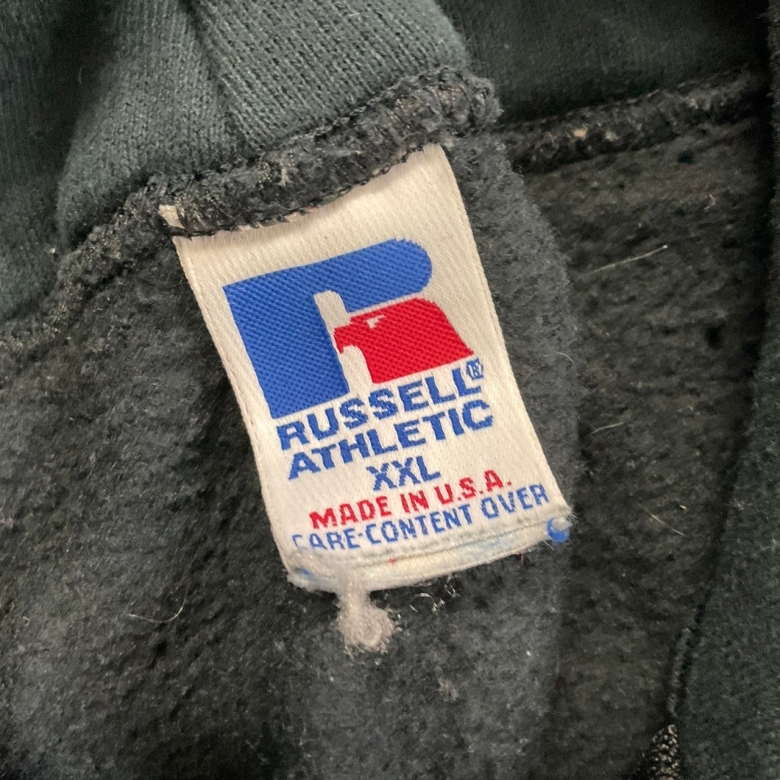 RUSSELL®
ATHLETIC
XXL
MADE IN U.S.A.
CARE-CONTENT OVER